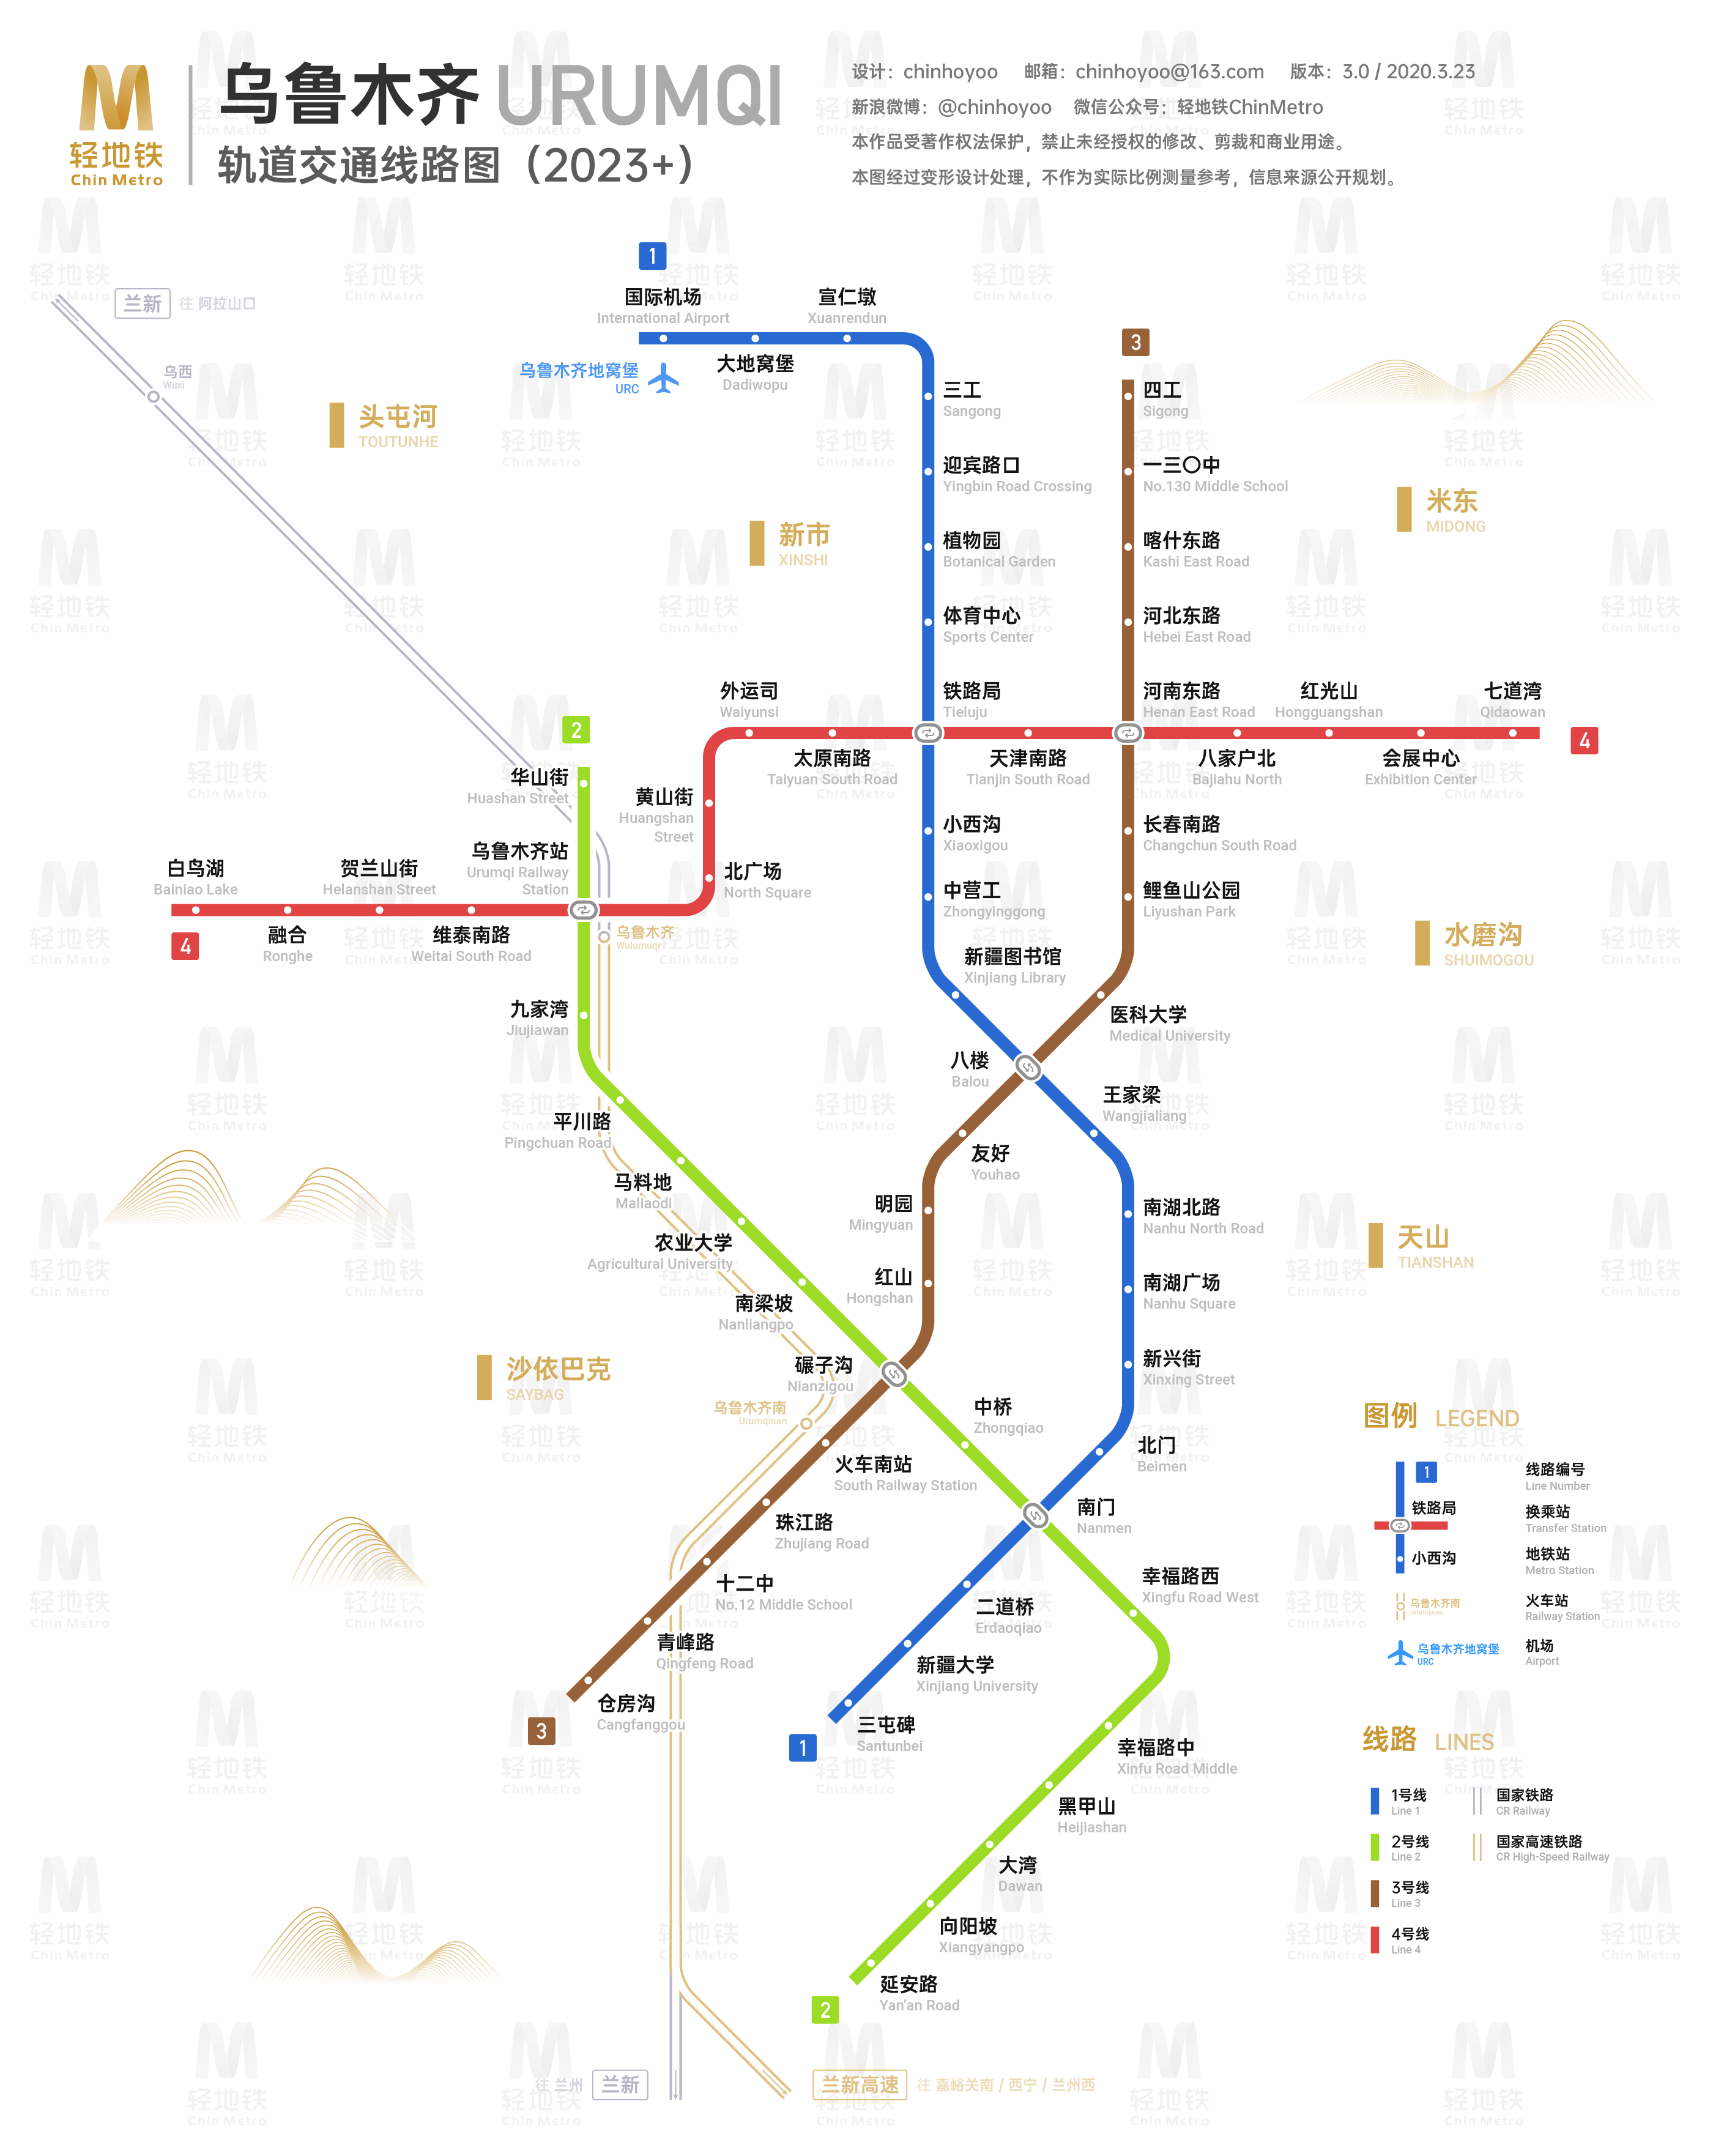 轻地铁
Chin Metro
乌鲁木齐 URUMQI
轨道交通线路图（2023+）
设计：chinhoyoo 邮箱：chinhoyoo@163.com 版本：3.0 / 2020.3.23
新浪微博：@chinhoyoo 微信公众号：轻地铁ChinMetro
本作品受著作权法保护，禁止未经授权的修改、剪裁和商业用途。
本图经过变形设计处理，不作为实际比例测量参考，信息来源公开规划。
1
兰新 往 阿拉山口
国际机场
International Airport
宣仁墩
Xuanrendun
3
乌鲁木齐地窝堡
URC
大地窝堡
Dadiwopu
乌西
Wuxi
三工
Sangong
四工
Sigong
头屯河
TOUTUNHE
迎宾路口
Yingbin Road Crossing
一三〇中
No.130 Middle School
米东
MIDONG
新市
XINSHI
植物园
Botanical Garden
喀什东路
Kashi East Road
体育中心
Sports Center
河北东路
Hebei East Road
外运司
Waiyunsi
铁路局
Tieluju
河南东路
Henan East Road
红光山
Hongguangshan
七道湾
Qidaowan
2
4
太原南路
Taiyuan South Road
天津南路
Tianjin South Road
八家户北
Bajiahu North
会展中心
Exhibition Center
华山街
Huashan Street
黄山街
Huangshan
Street
小西沟
Xiaoxigou
长春南路
Changchun South Road
乌鲁木齐站
Urumqi Railway
Station
白鸟湖
Bainiao Lake
贺兰山街
Helanshan Street
北广场
North Square
中营工
Zhongyinggong
鲤鱼山公园
Liyushan Park
4
融合
Ronghe
维泰南路
Weitai South Road
乌鲁木齐
Wulumuqi
水磨沟
SHUIMOGOU
新疆图书馆
Xinjiang Library
九家湾
Jiujiawan
医科大学
Medical University
八楼
Balou
王家梁
Wangjialiang
平川路
Pingchuan Road
友好
Youhao
马料地
Maliaodi
明园
Mingyuan
南湖北路
Nanhu North Road
农业大学
Agricultural University
天山
TIANSHAN
红山
Hongshan
南湖广场
Nanhu Square
南梁坡
Nanliangpo
碾子沟
Nianzigou
新兴街
Xinxing Street
沙依巴克
SAYBAG
乌鲁木齐南
Urumqinan
中桥
Zhongqiao
图例 LEGEND
北门
Beimen
火车南站
South Railway Station
1
线路编号
Line Number
南门
Nanmen
铁路局
换乘站
Transfer Station
珠江路
Zhujiang Road
小西沟
地铁站
Metro Station
十二中
No.12 Middle School
幸福路西
Xingfu Road West
二道桥
Erdaoqiao
乌鲁木齐南
Urumqinan
火车站
Railway Station
青峰路
Qingfeng Road
新疆大学
Xinjiang University
乌鲁木齐地窝堡
URC
机场
Airport
仓房沟
Cangfanggou
3
三屯碑
Santunbei
1
幸福路中
Xinfu Road Middle
线路 LINES
黑甲山
Heijiashan
1号线
Line 1
国家铁路
CR Railway
大湾
Dawan
2号线
Line 2
国家高速铁路
CR High-Speed Railway
向阳坡
Xiangyangpo
3号线
Line 3
延安路
Yan'an Road
4号线
Line 4
2
往 兰州 兰新
兰新高速 往 嘉峪关南 / 西宁 / 兰州西